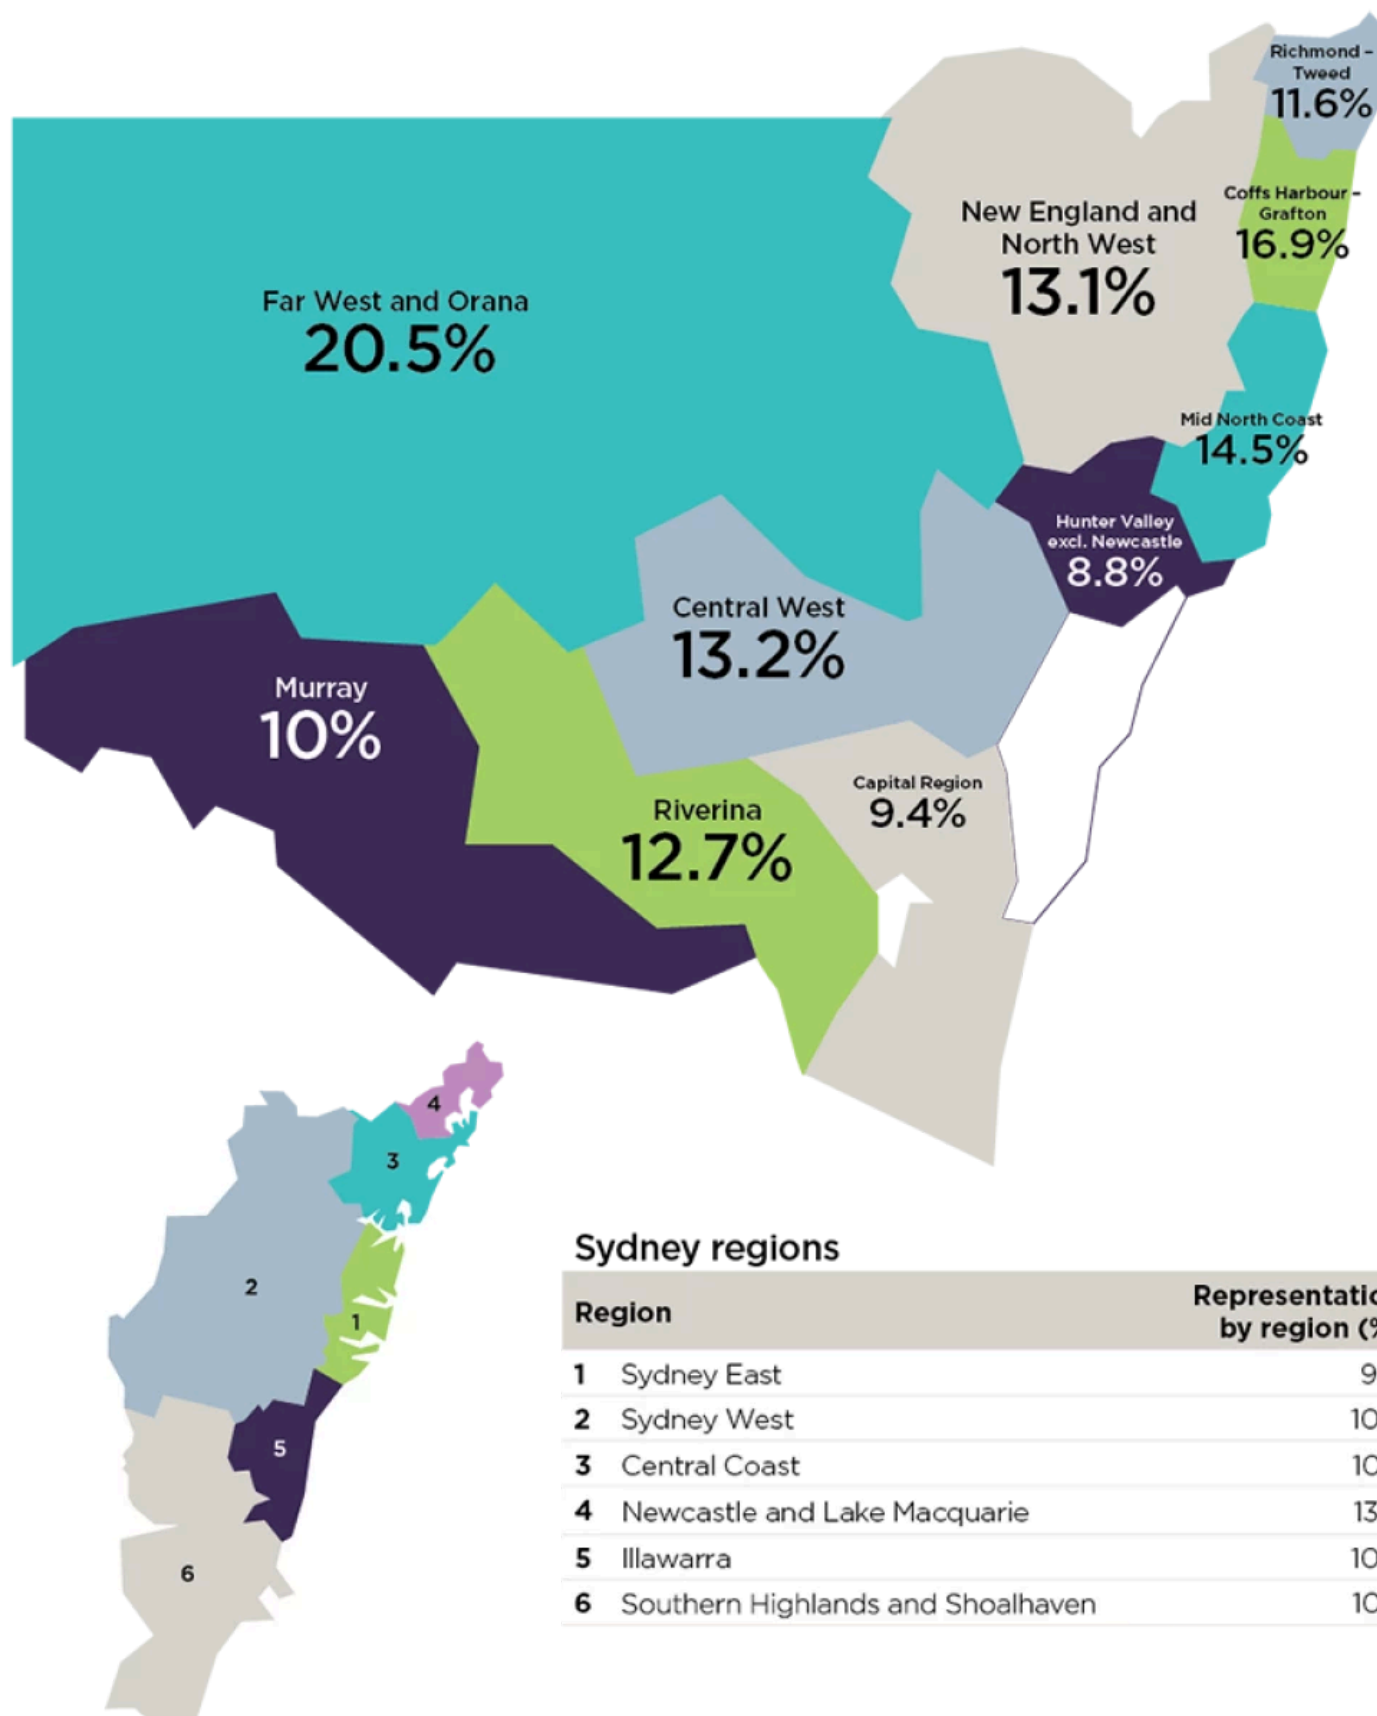 Richmond –
Tweed
11.6%
Coffs Harbour –
Grafton
16.9%
New England and
North West
13.1%
Far West and Orana
20.5%
Mid North Coast
14.5%
Hunter Valley
excl. Newcastle
8.8%
Central West
13.2%
Murray
10%
Capital Region
9.4%
Riverina
12.7%
4
3
2
1
5
6
Sydney regions
Region
by region
1 Sydney East
2 Sydney West
3 Central Coast
4 Newcastle and Lake Macquarie
5 Illawarra
6 Southern Highlands and Shoalhaven